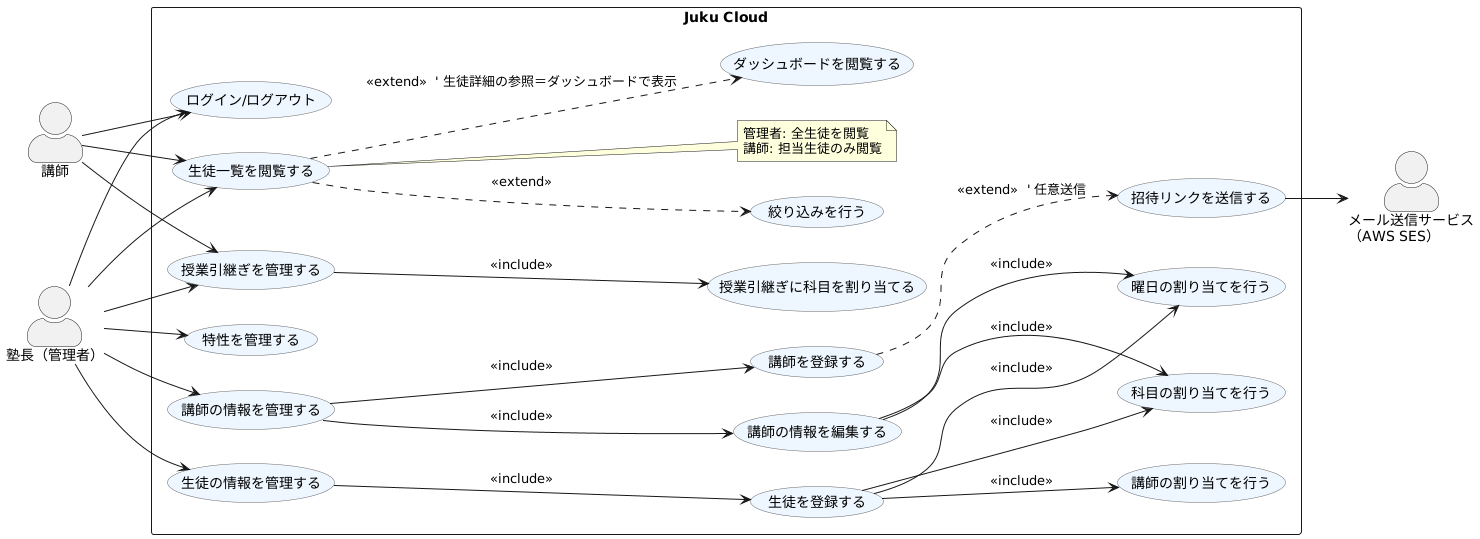 Juku Cloud
ダッシュボードを閲覧する
«extend»  ' 生徒詳細の参照＝ダッシュボードで表示
ログイン/ログアウト
講師
管理者: 全生徒を閲覧
講師: 担当生徒のみ閲覧
生徒一覧を閲覧する
«extend»
絞り込みを行う
«extend»  ' 任意送信
招待リンクを送信する
メール送信サービス
（AWS SES）
授業引継ぎを管理する
«include»
授業引継ぎに科目を割り当てる
«include»
曜日の割り当てを行う
塾長（管理者）
特性を管理する
«include»
講師を登録する
«include»
«include»
科目の割り当てを行う
講師の情報を管理する
«include»
講師の情報を編集する
«include»
生徒の情報を管理する
«include»
生徒を登録する
«include»
講師の割り当てを行う